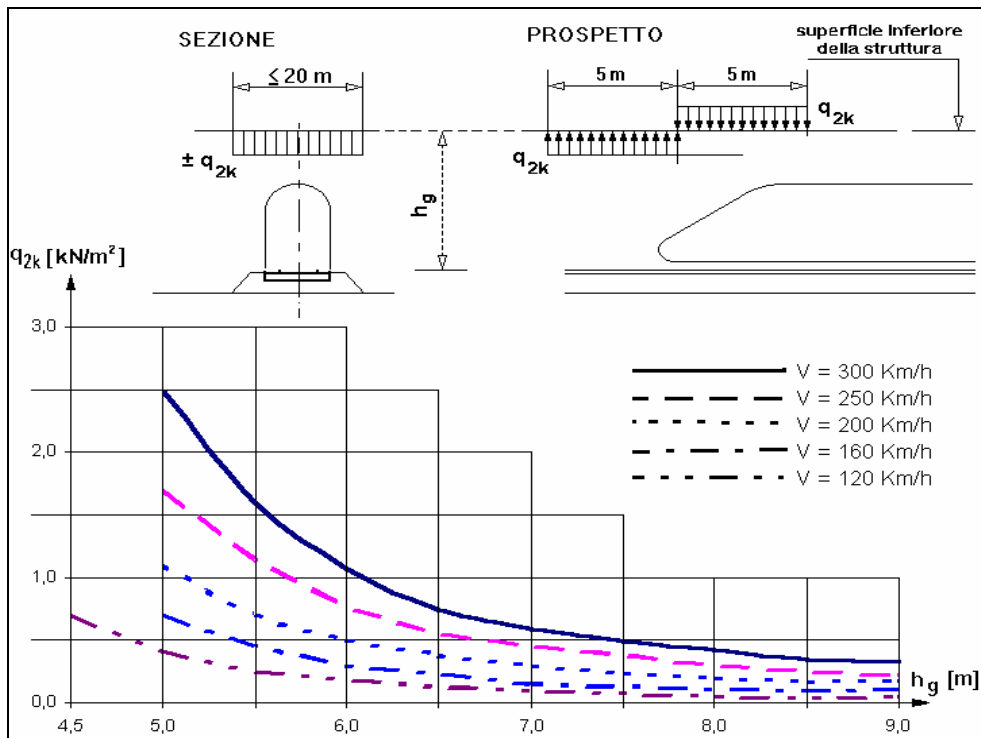 SEZIONE
PROSPETTO
superficie inferiore
della struttura
≤ 20 m
5 m
5 m
q2k
± q2k
q2k
hg
q2k [kN/m²]
3,0
2,0
1,0
0,0
V = 300 Km/h
V = 250 Km/h
V = 200 Km/h
V = 160 Km/h
V = 120 Km/h
hg [m]
4,5
5,0
6,0
7,0
8,0
9,0